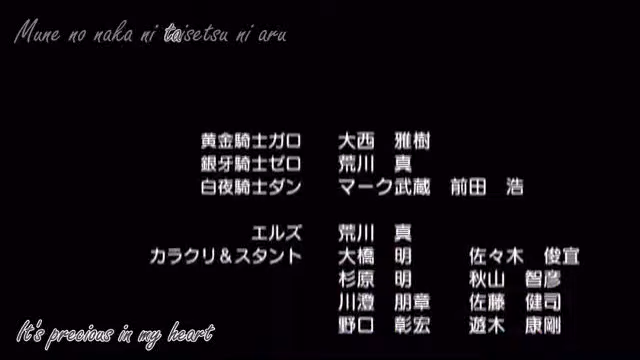 Mune no naka ni taisetsu ni aru
黄金騎士ガロ 大西 雅樹
銀牙騎士ゼロ 荒川 真
白夜騎士ダン マーク武蔵 前田 浩
エルズ 荒川 真
カラクリ＆スタント 大橋 明 佐々木 俊宜
杉原 明 秋山 智彦
川澄 朋章 佐藤 健司
野口 彰宏 遊木 康剛
It's precious in my heart